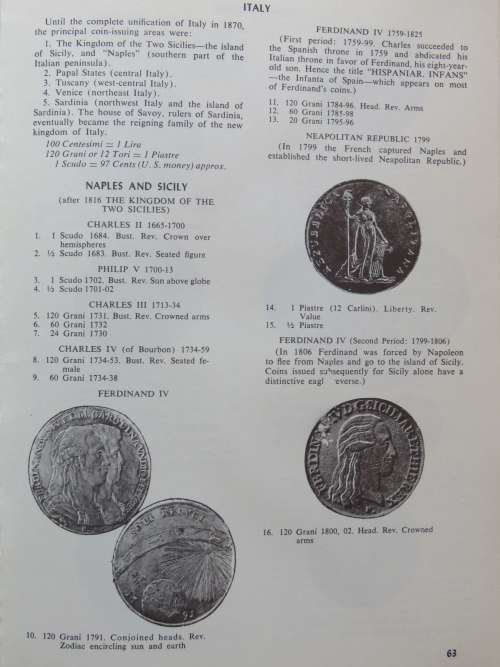 ITALY
Until the complete unification of Italy in 1870,
the principal coin-issuing areas were:
1. The Kingdom of the Two Sicilies—the island
of Sicily, and "Naples" (southern part of the
Italian peninsula).
2. Papal States (central Italy).
3. Tuscany (west-central Italy).
4. Venice (northeast Italy).
5. Sardinia (northwest Italy and the island of
Sardinia). The house of Savoy, rulers of Sardinia,
eventually became the reigning family of the new
kingdom of Italy.
100 Centesimi = 1 Lira
120 Grani or 12 Tori = 1 Piastre
1 Scudo = 97 Cents (U. S. money) approx.
NAPLES AND SICILY
(after 1816 THE KINGDOM OF THE
TWO SICILIES)
CHARLES II 1665-1700
1. 1 Scudo 1684. Bust. Rev. Crown over
hemispheres
2. ½ Scudo 1683. Bust. Rev. Seated figure
PHILIP V 1700-13
3. 1 Scudo 1702. Bust. Rev. Sun above globe
4. ½ Scudo 1701-02
CHARLES III 1713-34
5. 120 Grani 1731. Bust. Rev. Crowned arms
6. 60 Grani 1732
7. 24 Grani 1730
CHARLES IV (of Bourbon) 1734-59
8. 120 Grani 1734-53. Bust. Rev. Seated fe-
male
9. 60 Grani 1734-38
FERDINAND IV
10. 120 Grani 1791. Conjoined heads. Rev.
Zodiac encircling sun and earth
FERDINAND IV 1759-1825
(First period: 1759-99. Charles succeeded to
the Spanish throne in 1759 and abdicated his
Italian throne in favor of Ferdinand, his eight-year-
old son. Hence the title "HISPANIAR. INFANS"
—the Infanta of Spain—which appears on most
of Ferdinand's coins.)
11. 120 Grani 1784-96. Head. Rev. Arms
12. 60 Grani 1785-98
13. 20 Grani 1795-96
NEAPOLITAN REPUBLIC 1799
(In 1799 the French captured Naples and
established the short-lived Neapolitan Republic.)
14. 1 Piastre (12 Carlin). Liberty. Rev.
Value
15. ½ Piastre
FERDINAND IV (Second Period: 1799-1806)
(In 1806 Ferdinand was forced by Napoleon
to flee from Naples and go to the island of Sicily.
Coins issued subsequently for Sicily alone have a
distinctive eagl everse.)
16. 120 Grani 1800, 02. Head. Rev. Crowned
arms
63